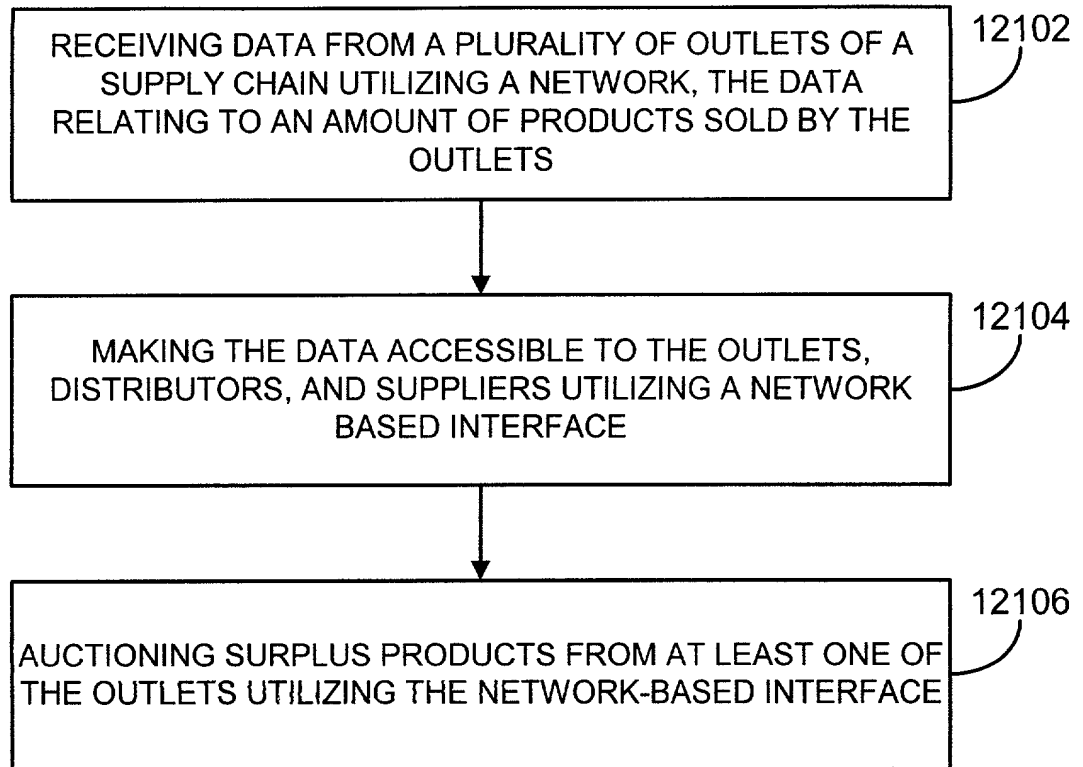 RECEIVING DATA FROM A PLURALITY OF OUTLETS OF A
SUPPLY CHAIN UTILIZING A NETWORK, THE DATA
RELATING TO AN AMOUNT OF PRODUCTS SOLD BY THE
OUTLETS
12102
MAKING THE DATA ACCESSIBLE TO THE OUTLETS,
DISTRIBUTORS, AND SUPPLIERS UTILIZING A NETWORK
BASED INTERFACE
12104
AUCTIONING SURPLUS PRODUCTS FROM AT LEAST ONE OF
THE OUTLETS UTILIZING THE NETWORK-BASED INTERFACE
12106